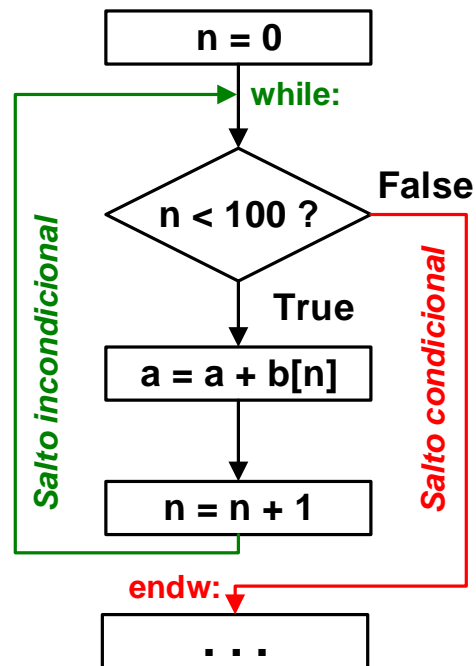 n = 0
while:
False
n < 100 ?
True
a = a + b[n]
n = n + 1
Salto incondicional
Salto condicional
endw:
. . .